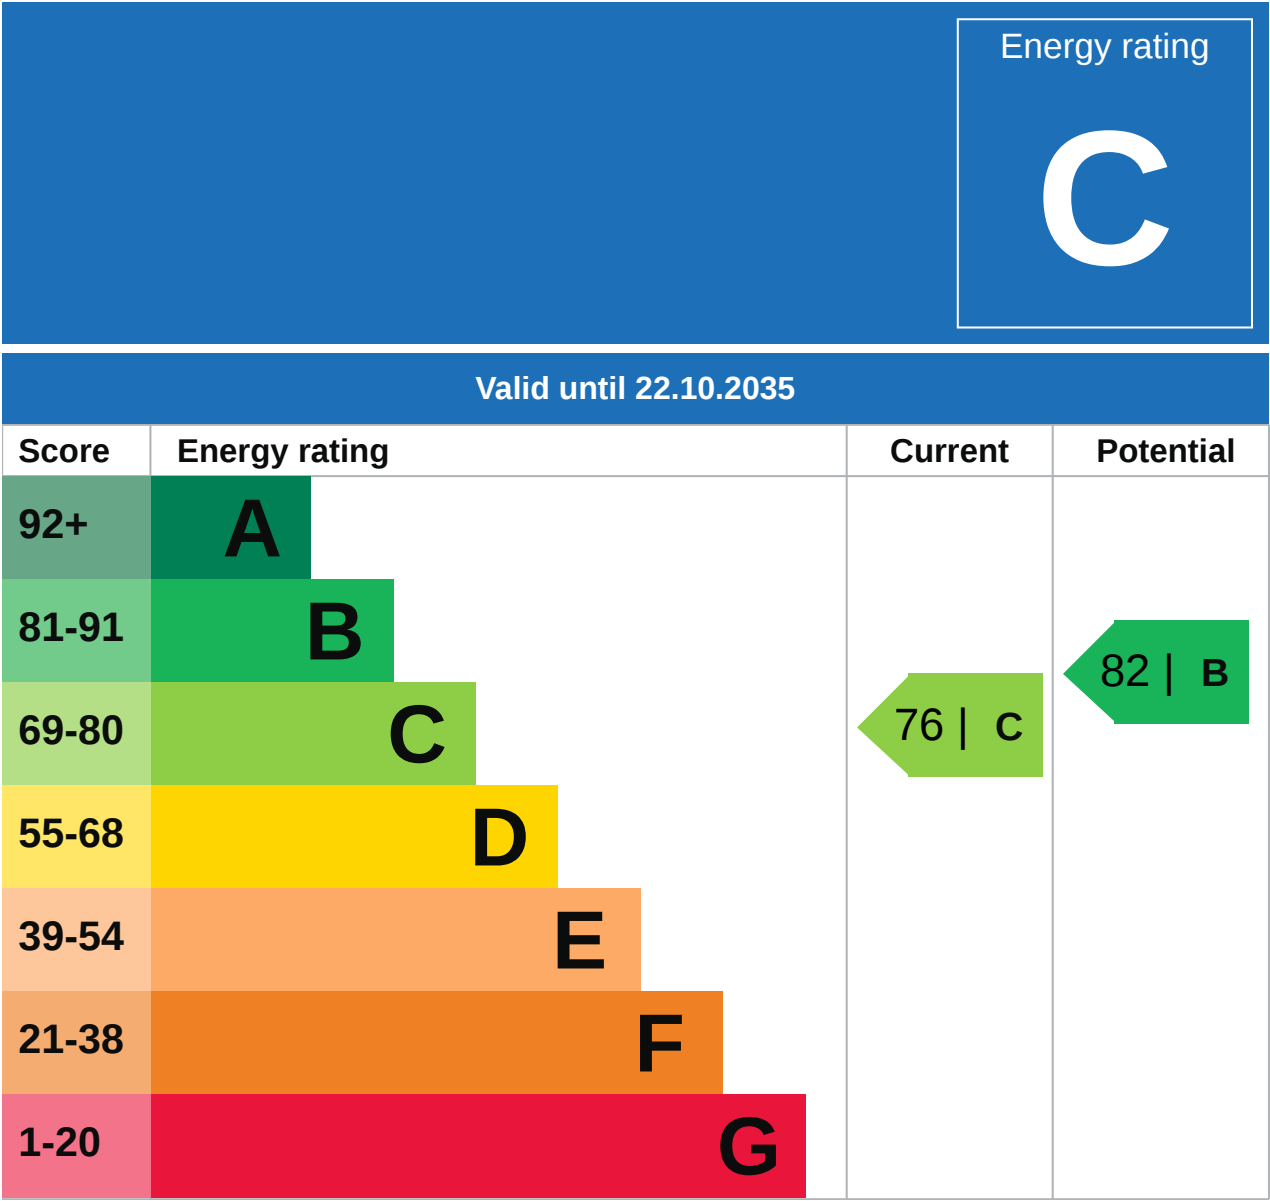 Energy rating
C
Valid until 22.10.2035
Score Energy rating Current Potential
92+ A
81-91 B
82 | B
69-80 C
76 | C
55-68 D
39-54 E
21-38 F
1-20 G